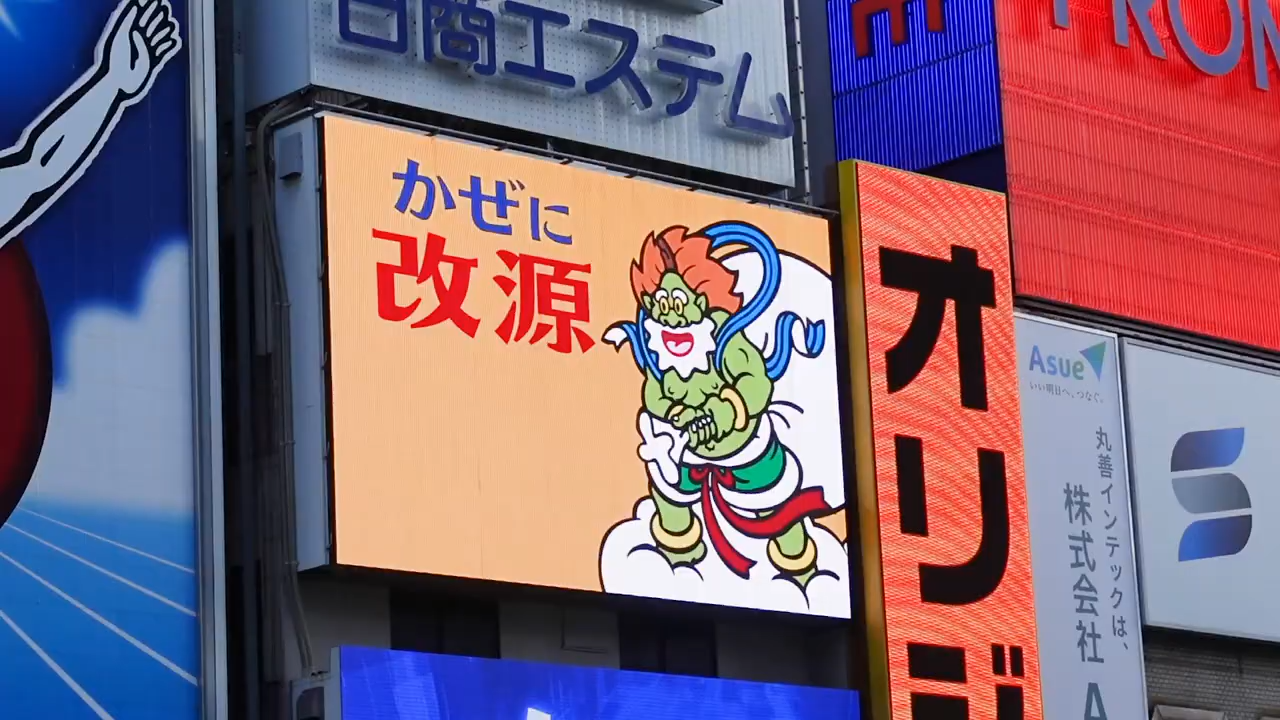 日商エステム
かぜに
改源
オリジ
Asue
いい明日へ、つなぐ。
丸善インテックは、
株式会社 A